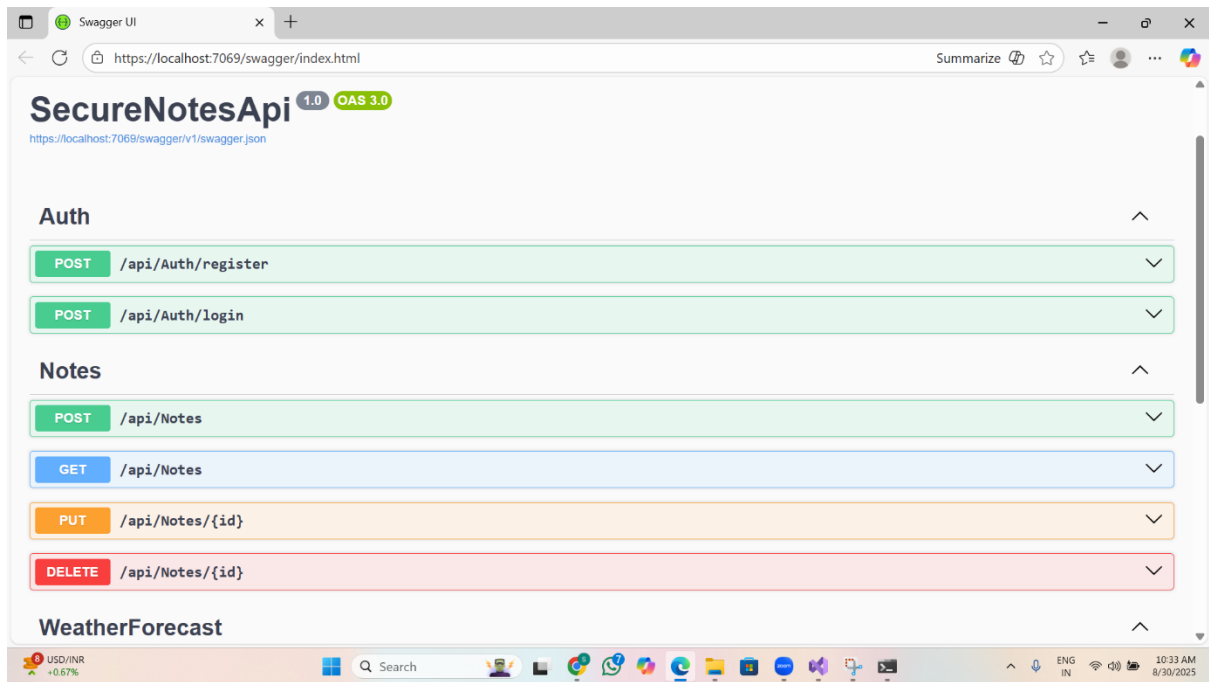 Swagger UI
https://localhost:7069/swagger/index.html
Summarize
SecureNotesApi 1.0 OAS 3.0
https://localhost:7069/swagger/v1/swagger.json
Auth
POST /api/Auth/register
POST /api/Auth/login
Notes
POST /api/Notes
GET /api/Notes
PUT /api/Notes/{id}
DELETE /api/Notes/{id}
WeatherForecast
8
USD/INR
+0.67%
Search
ENG
IN
10:33 AM
8/30/2025